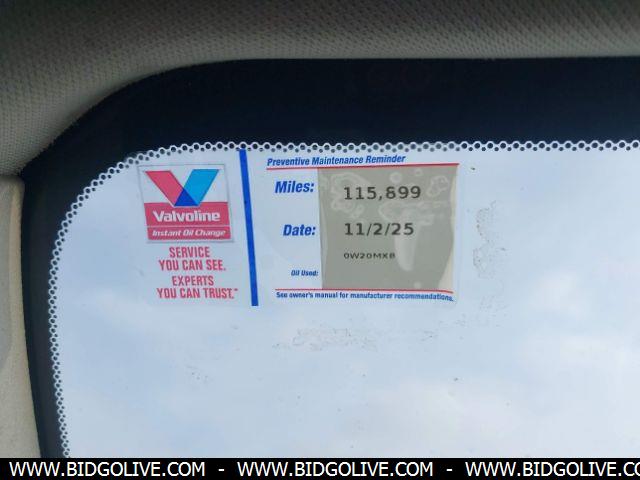 Preventive Maintenance Reminder
Valvoline
Instant Oil Change
SERVICE
YOU CAN SEE.
EXPERTS
YOU CAN TRUST.™
Miles: 115,899
Date: 11/2/25
Oil Used: 0W20MXB
See owner's manual for manufacturer recommendations.
WWW.BIDGOLIVE.COM - WWW.BIDGOLIVE.COM - WWW.BIDGOLIVE.COM